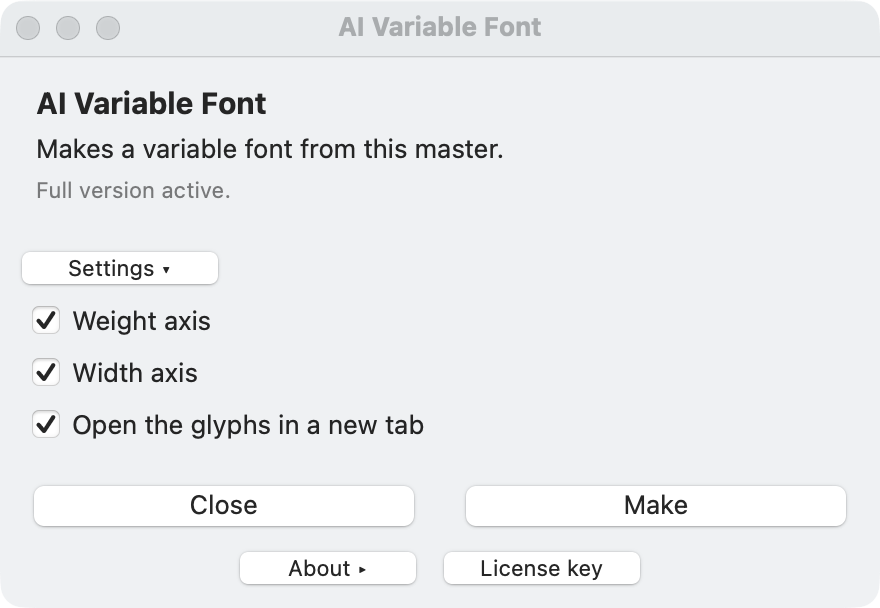 AI Variable Font
AI Variable Font
Makes a variable font from this master.
Full version active.
Settings ▾
Weight axis
Width axis
Open the glyphs in a new tab
Close
Make
About ▸
License key